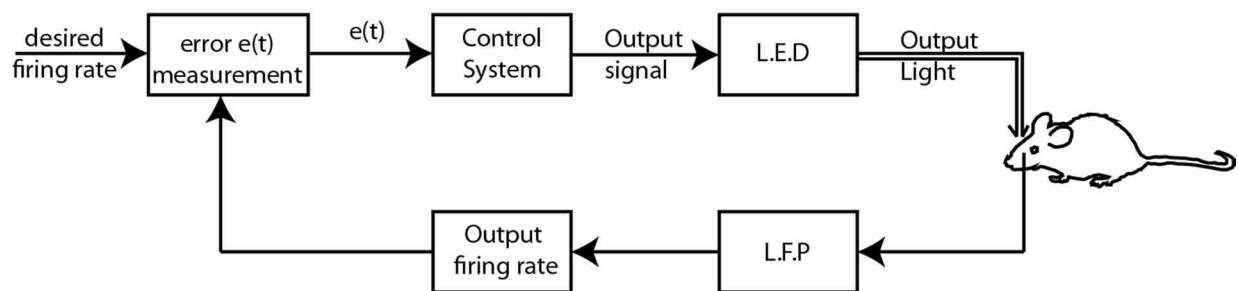 desired
firing rate
error e(t)
measurement
e(t)
Control
System
Output
signal
L.E.D
Output
Light
L.F.P
Output
firing rate